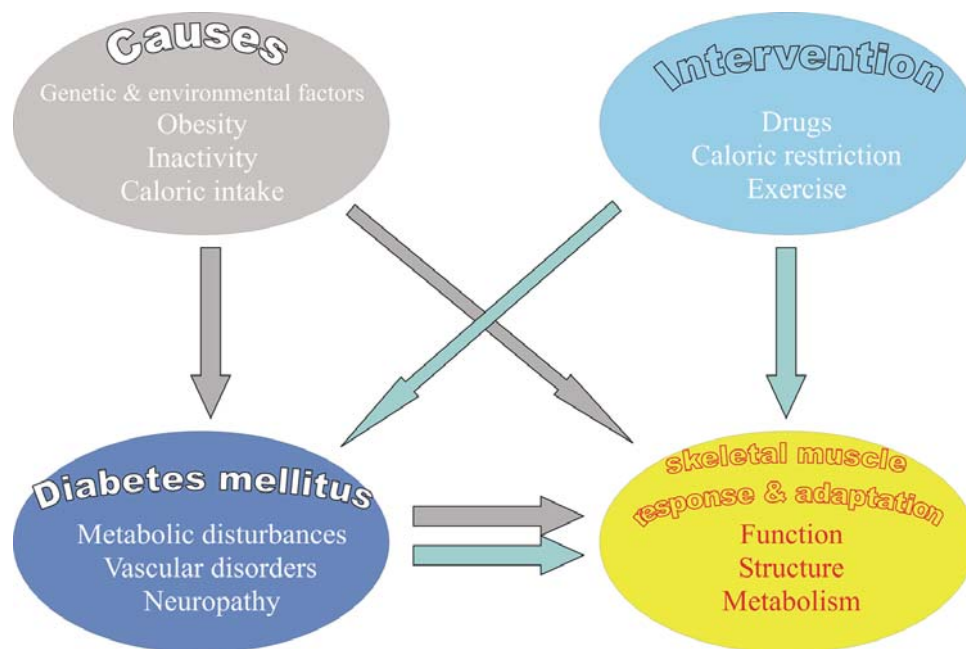 Causes
Genetic & environmental factors
Obesity
Inactivity
Caloric intake
Intervention
Drugs
Caloric restriction
Exercise
Diabetes mellitus
Metabolic disturbances
Vascular disorders
Neuropathy
skeletal muscle
response & adaptation
Function
Structure
Metabolism